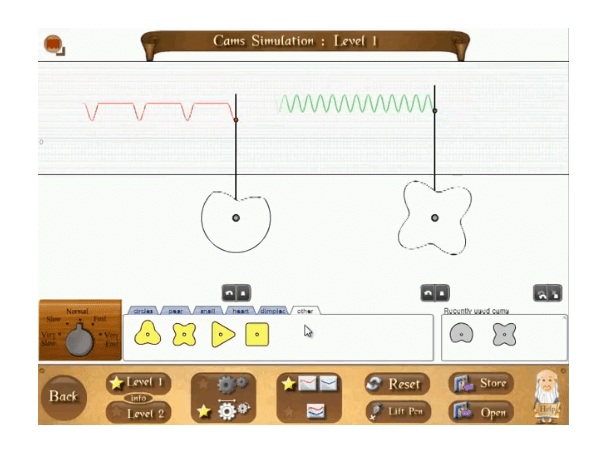 Cams Simulation : Level 1
0
Normal
Slow
Fast
Very Slow
Very Fast
circles
pear
snail
heart
dimples
other
Recently used cams
Back
Level 1
info
Level 2
Reset
Lift Pen
Store
Open
Help